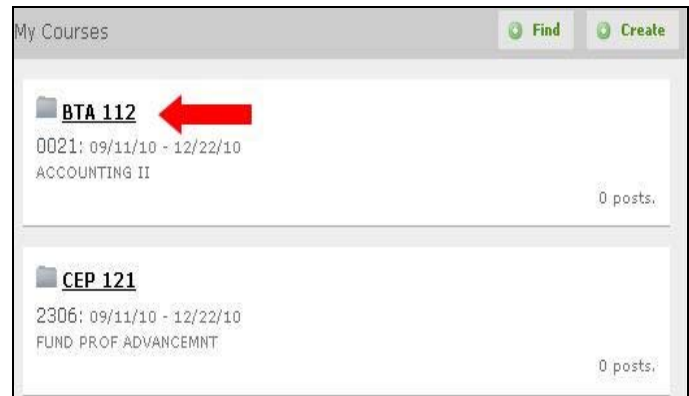 My Courses Find Create
BTA 112
0021: 09/11/10 - 12/22/10
ACCOUNTING II
0 posts.
CEP 121
2306: 09/11/10 - 12/22/10
FUND PROF ADVANCEMNT
0 posts.